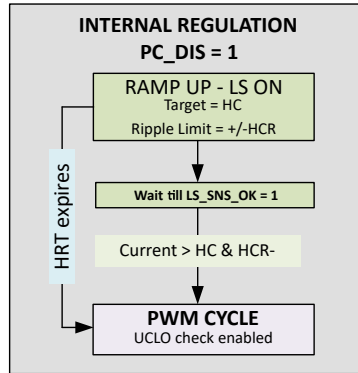 INTERNAL REGULATION
PC_DIS = 1
RAMP UP - LS ON
Target = HC
Ripple Limit = +/-HCR
HRT expires
Wait till LS_SNS_OK = 1
Current > HC & HCR-
PWM CYCLE
UCLO check enabled